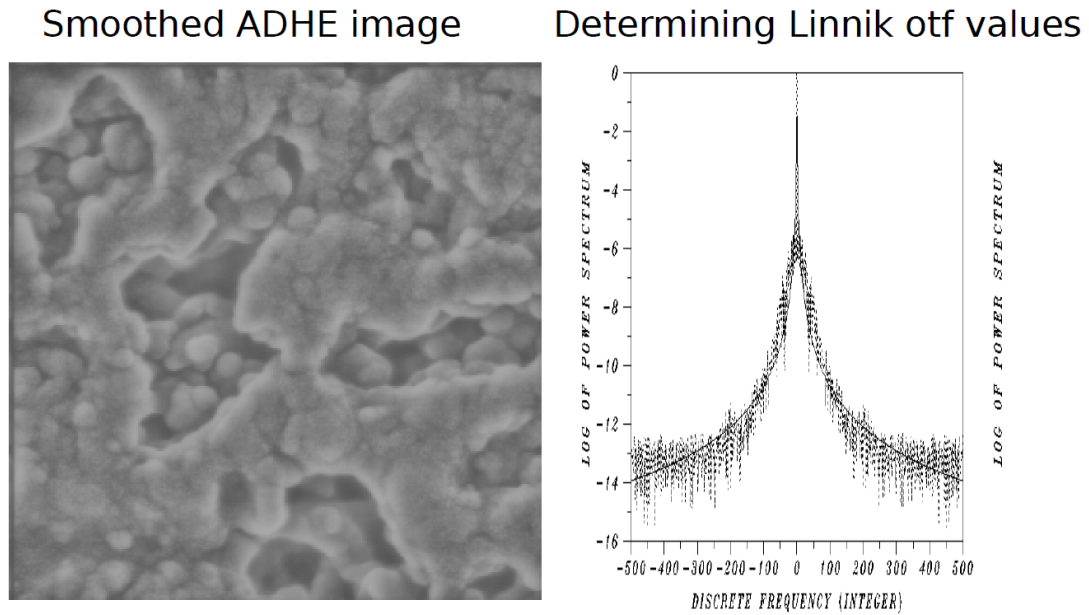 Smoothed ADHE image
Determining Linnik otf values
LOG OF POWER SPECTRUM
0
-2
-4
-6
-8
-10
-12
-14
-16
-500 -400 -300 -200 -100 0 100 200 300 400 500
DISCRETE FREQUENCY (INTEGER)
LOG OF POWER SPECTRUM